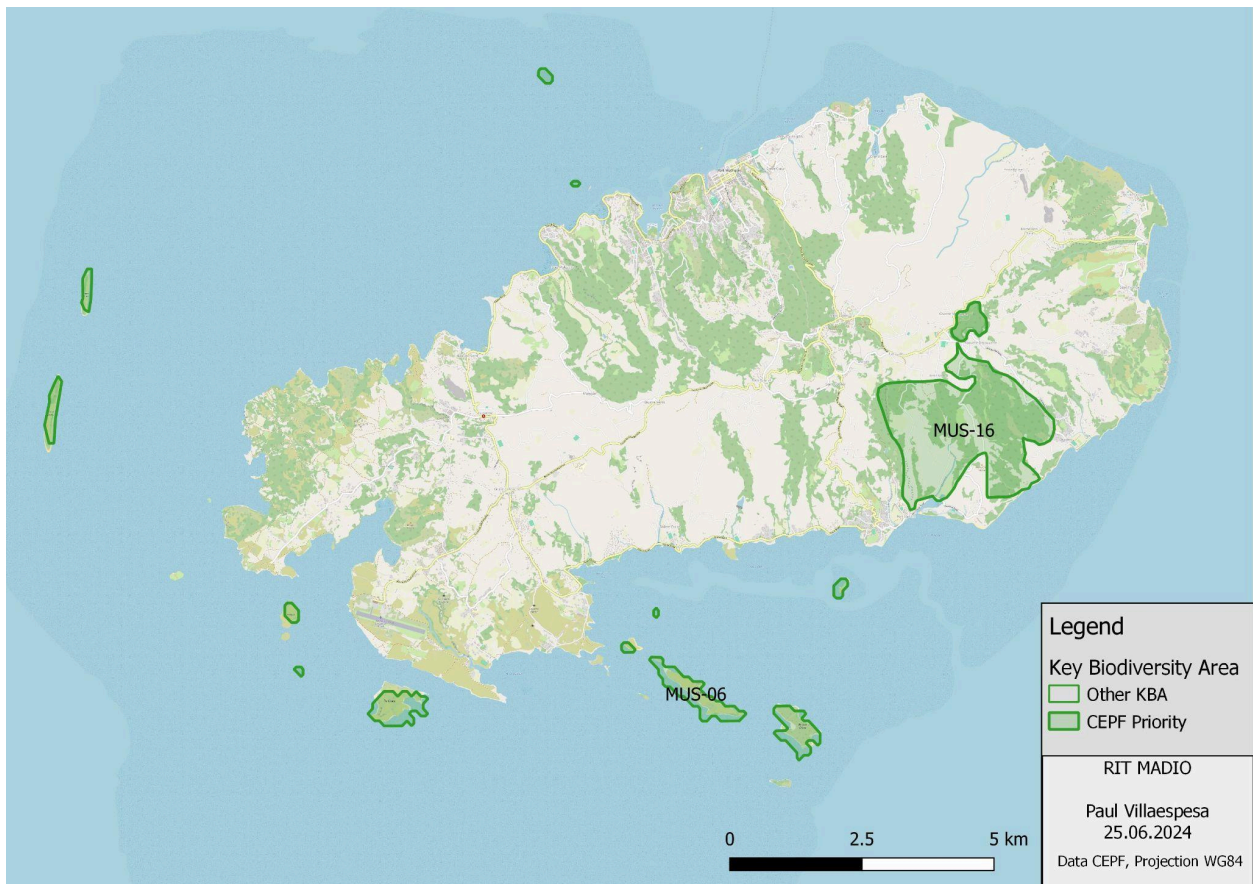 MUS-16
MUS-06
Legend
Key Biodiversity Area
Other KBA
CEPF Priority
RIT MADIO
Paul Villaespesa
25.06.2024
Data CEPF, Projection WG84
0 2.5 5 km